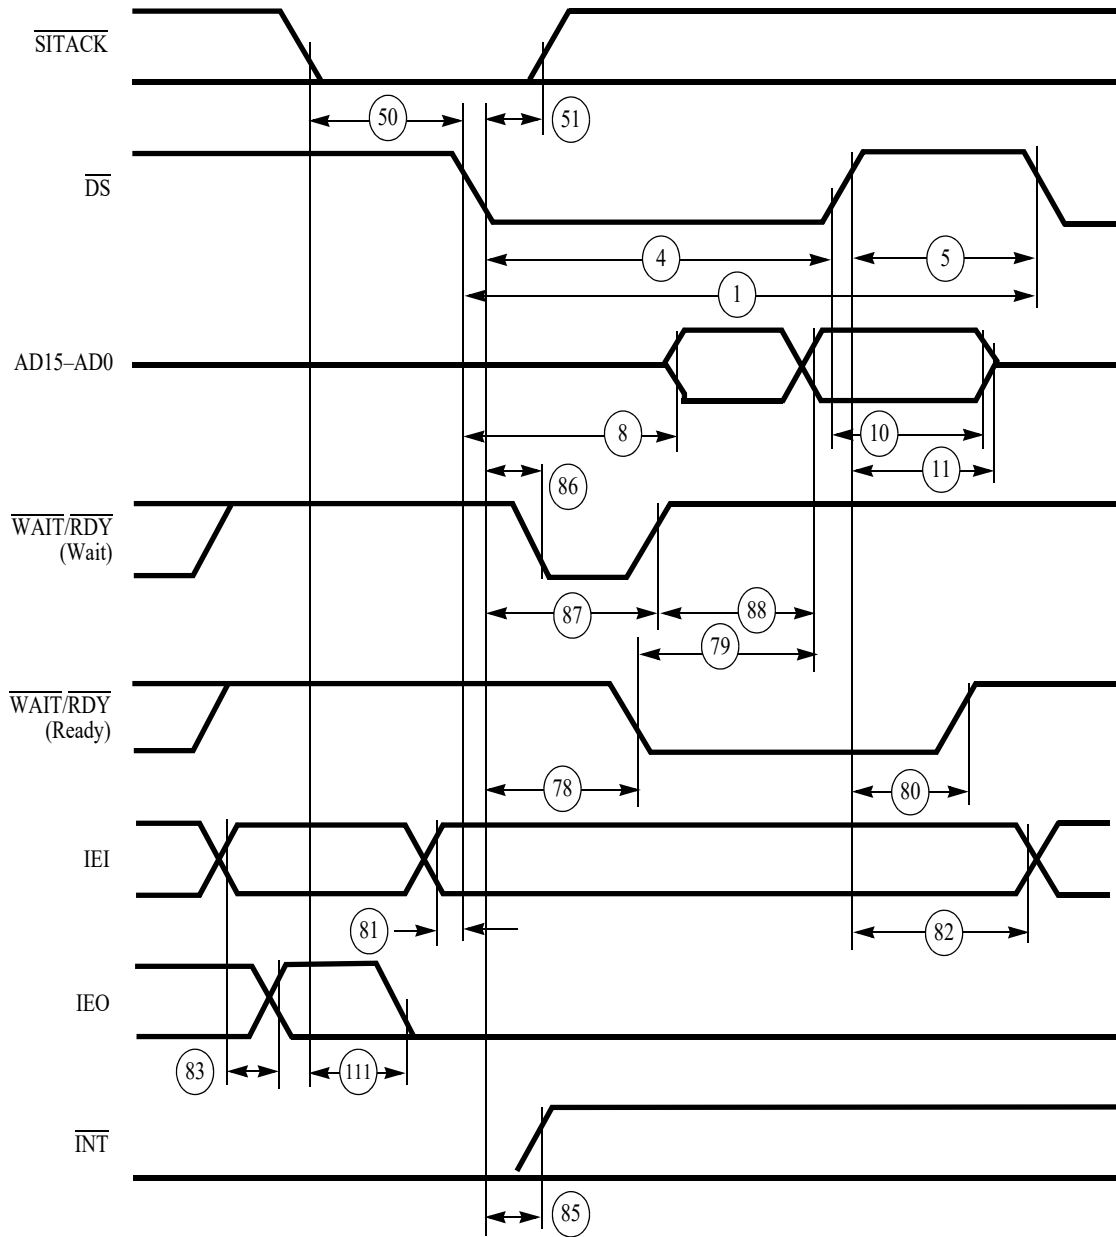 SITACK
50
51
DS
4
5
1
AD15–AD0
8
10
11
86
WAIT/RDY
(Wait)
87
88
79
WAIT/RDY
(Ready)
78
80
IEI
81
82
IEO
83
111
INT
85